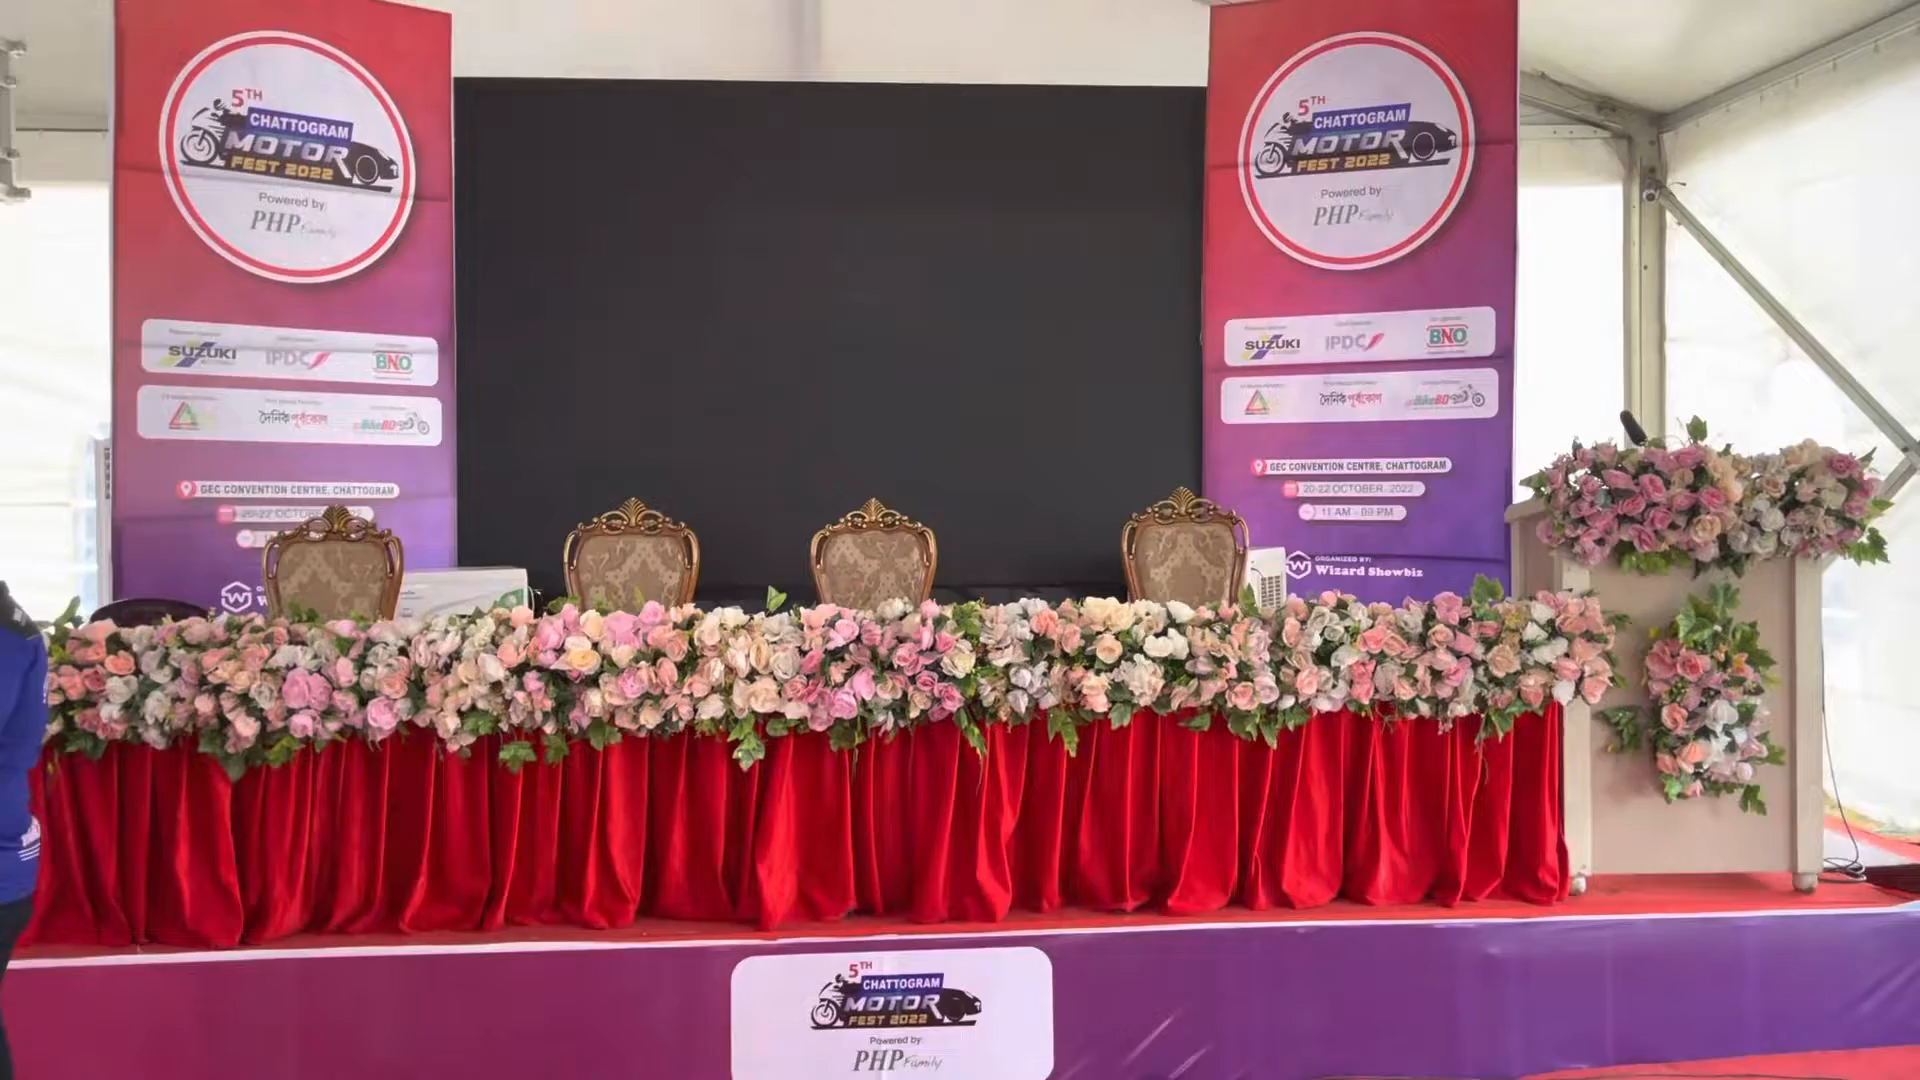 5TH
CHATTOGRAM
MOTOR
FEST 2022
Powered by:
PHP Family
SUZUKI
IPDC
BNO
দৈনিক পূর্বকোণ
BikeBD
GEC CONVENTION CENTRE, CHATTOGRAM
5TH
CHATTOGRAM
MOTOR
FEST 2022
Powered by:
PHP Family
SUZUKI
IPDC
BNO
দৈনিক পূর্বকোণ
BikeBD
GEC CONVENTION CENTRE, CHATTOGRAM
20-22 OCTOBER, 2022
11 AM - 09 PM
ORGANIZED BY:
Wizard Showbiz
5TH
CHATTOGRAM
MOTOR
FEST 2022
Powered by:
PHP Family